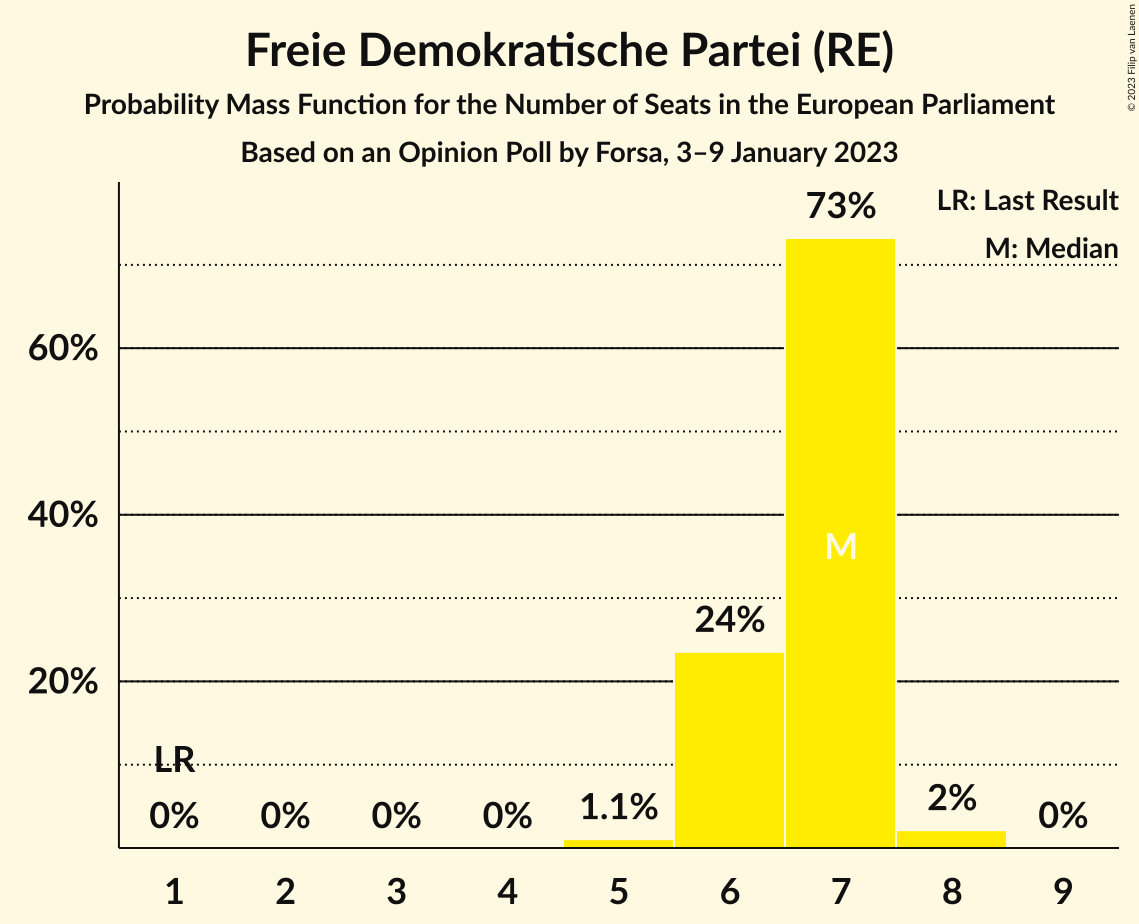 Freie Demokratische Partei (RE)
Probability Mass Function for the Number of Seats in the European Parliament
Based on an Opinion Poll by Forsa, 3–9 January 2023
© 2023 Filip van Laenen
LR: Last Result
M: Median
73%
60%
40%
M
24%
20%
LR
0% 0% 0% 0% 1.1% 2% 0%
1 2 3 4 5 6 7 8 9